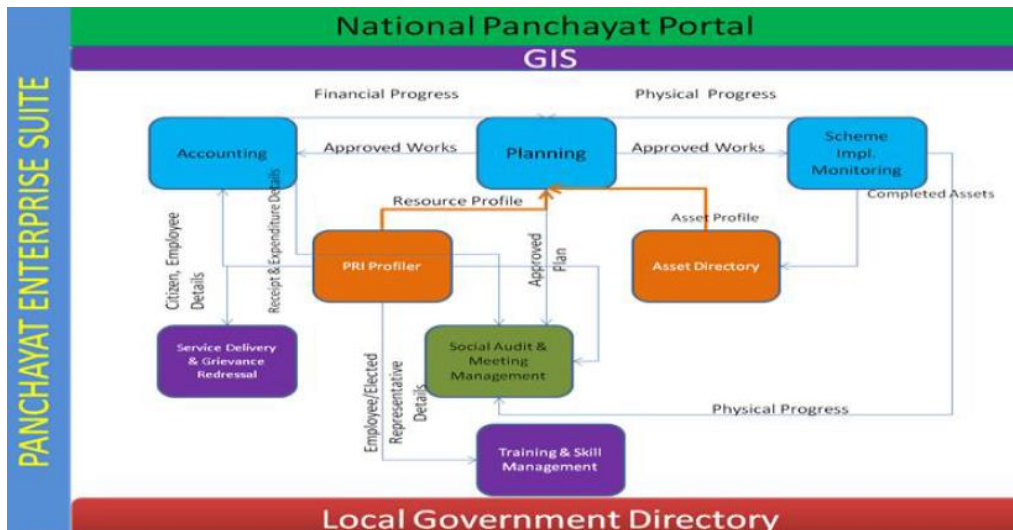 PANCHAYAT ENTERPRISE SUITE
National Panchayat Portal
GIS
Financial Progress
Physical Progress
Accounting
Approved Works
Planning
Approved Works
Scheme
Impl.
Monitoring
Completed Assets
Resource Profile
Asset Profile
Citizen, Employee
Details
Receipt & Expenditure Details
PRI Profiler
Approved
Plan
Asset Directory
Service Delivery
& Grievance
Redressal
Employee/Elected
Representative
Details
Social Audit &
Meeting
Management
Physical Progress
Training & Skill
Management
Local Government Directory